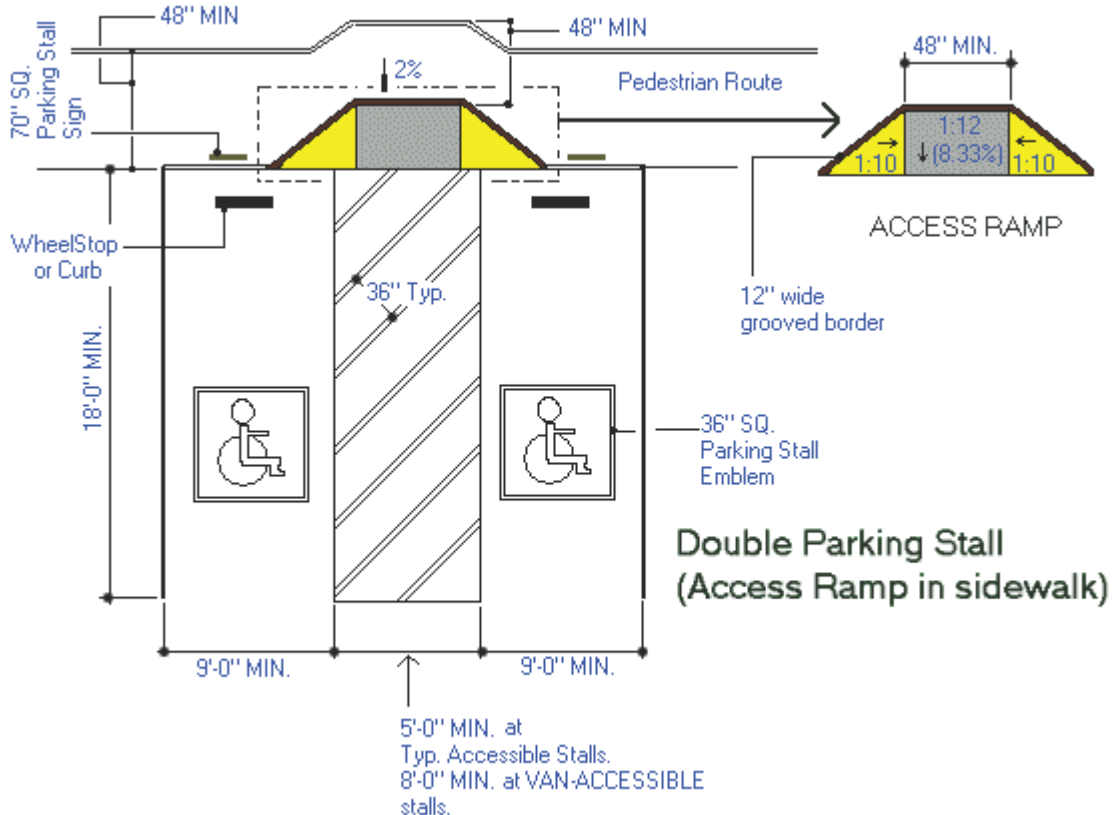 48" MIN
48" MIN
70" SQ.
Parking Stall
Sign
2%
Pedestrian Route
48" MIN.
1:12
(8.33%)
1:10
1:10
ACCESS RAMP
WheelStop
or Curb
36" Typ.
12" wide
grooved border
18'-0" MIN.
36" SQ.
Parking Stall
Emblem
Double Parking Stall
(Access Ramp in sidewalk)
9'-0" MIN.
9'-0" MIN.
5'-0" MIN. at
Typ. Accessible Stalls.
8'-0" MIN. at VAN-ACCESSIBLE
stalls.